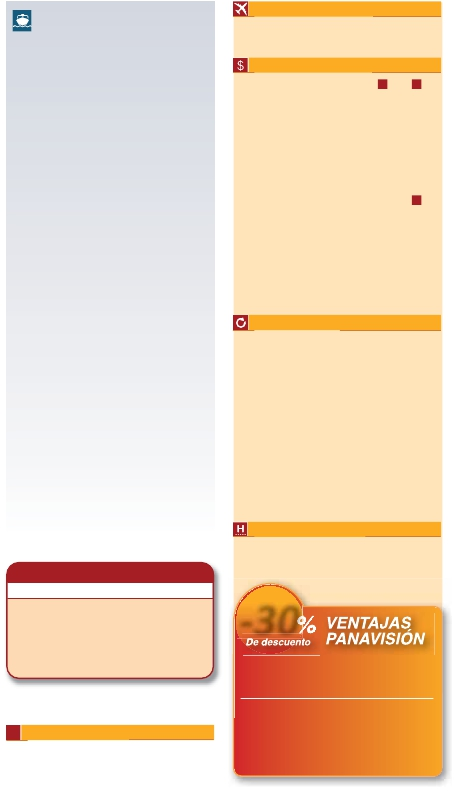 $
H
-30%
De descuento
VENTAJAS
PANAVISIÓN